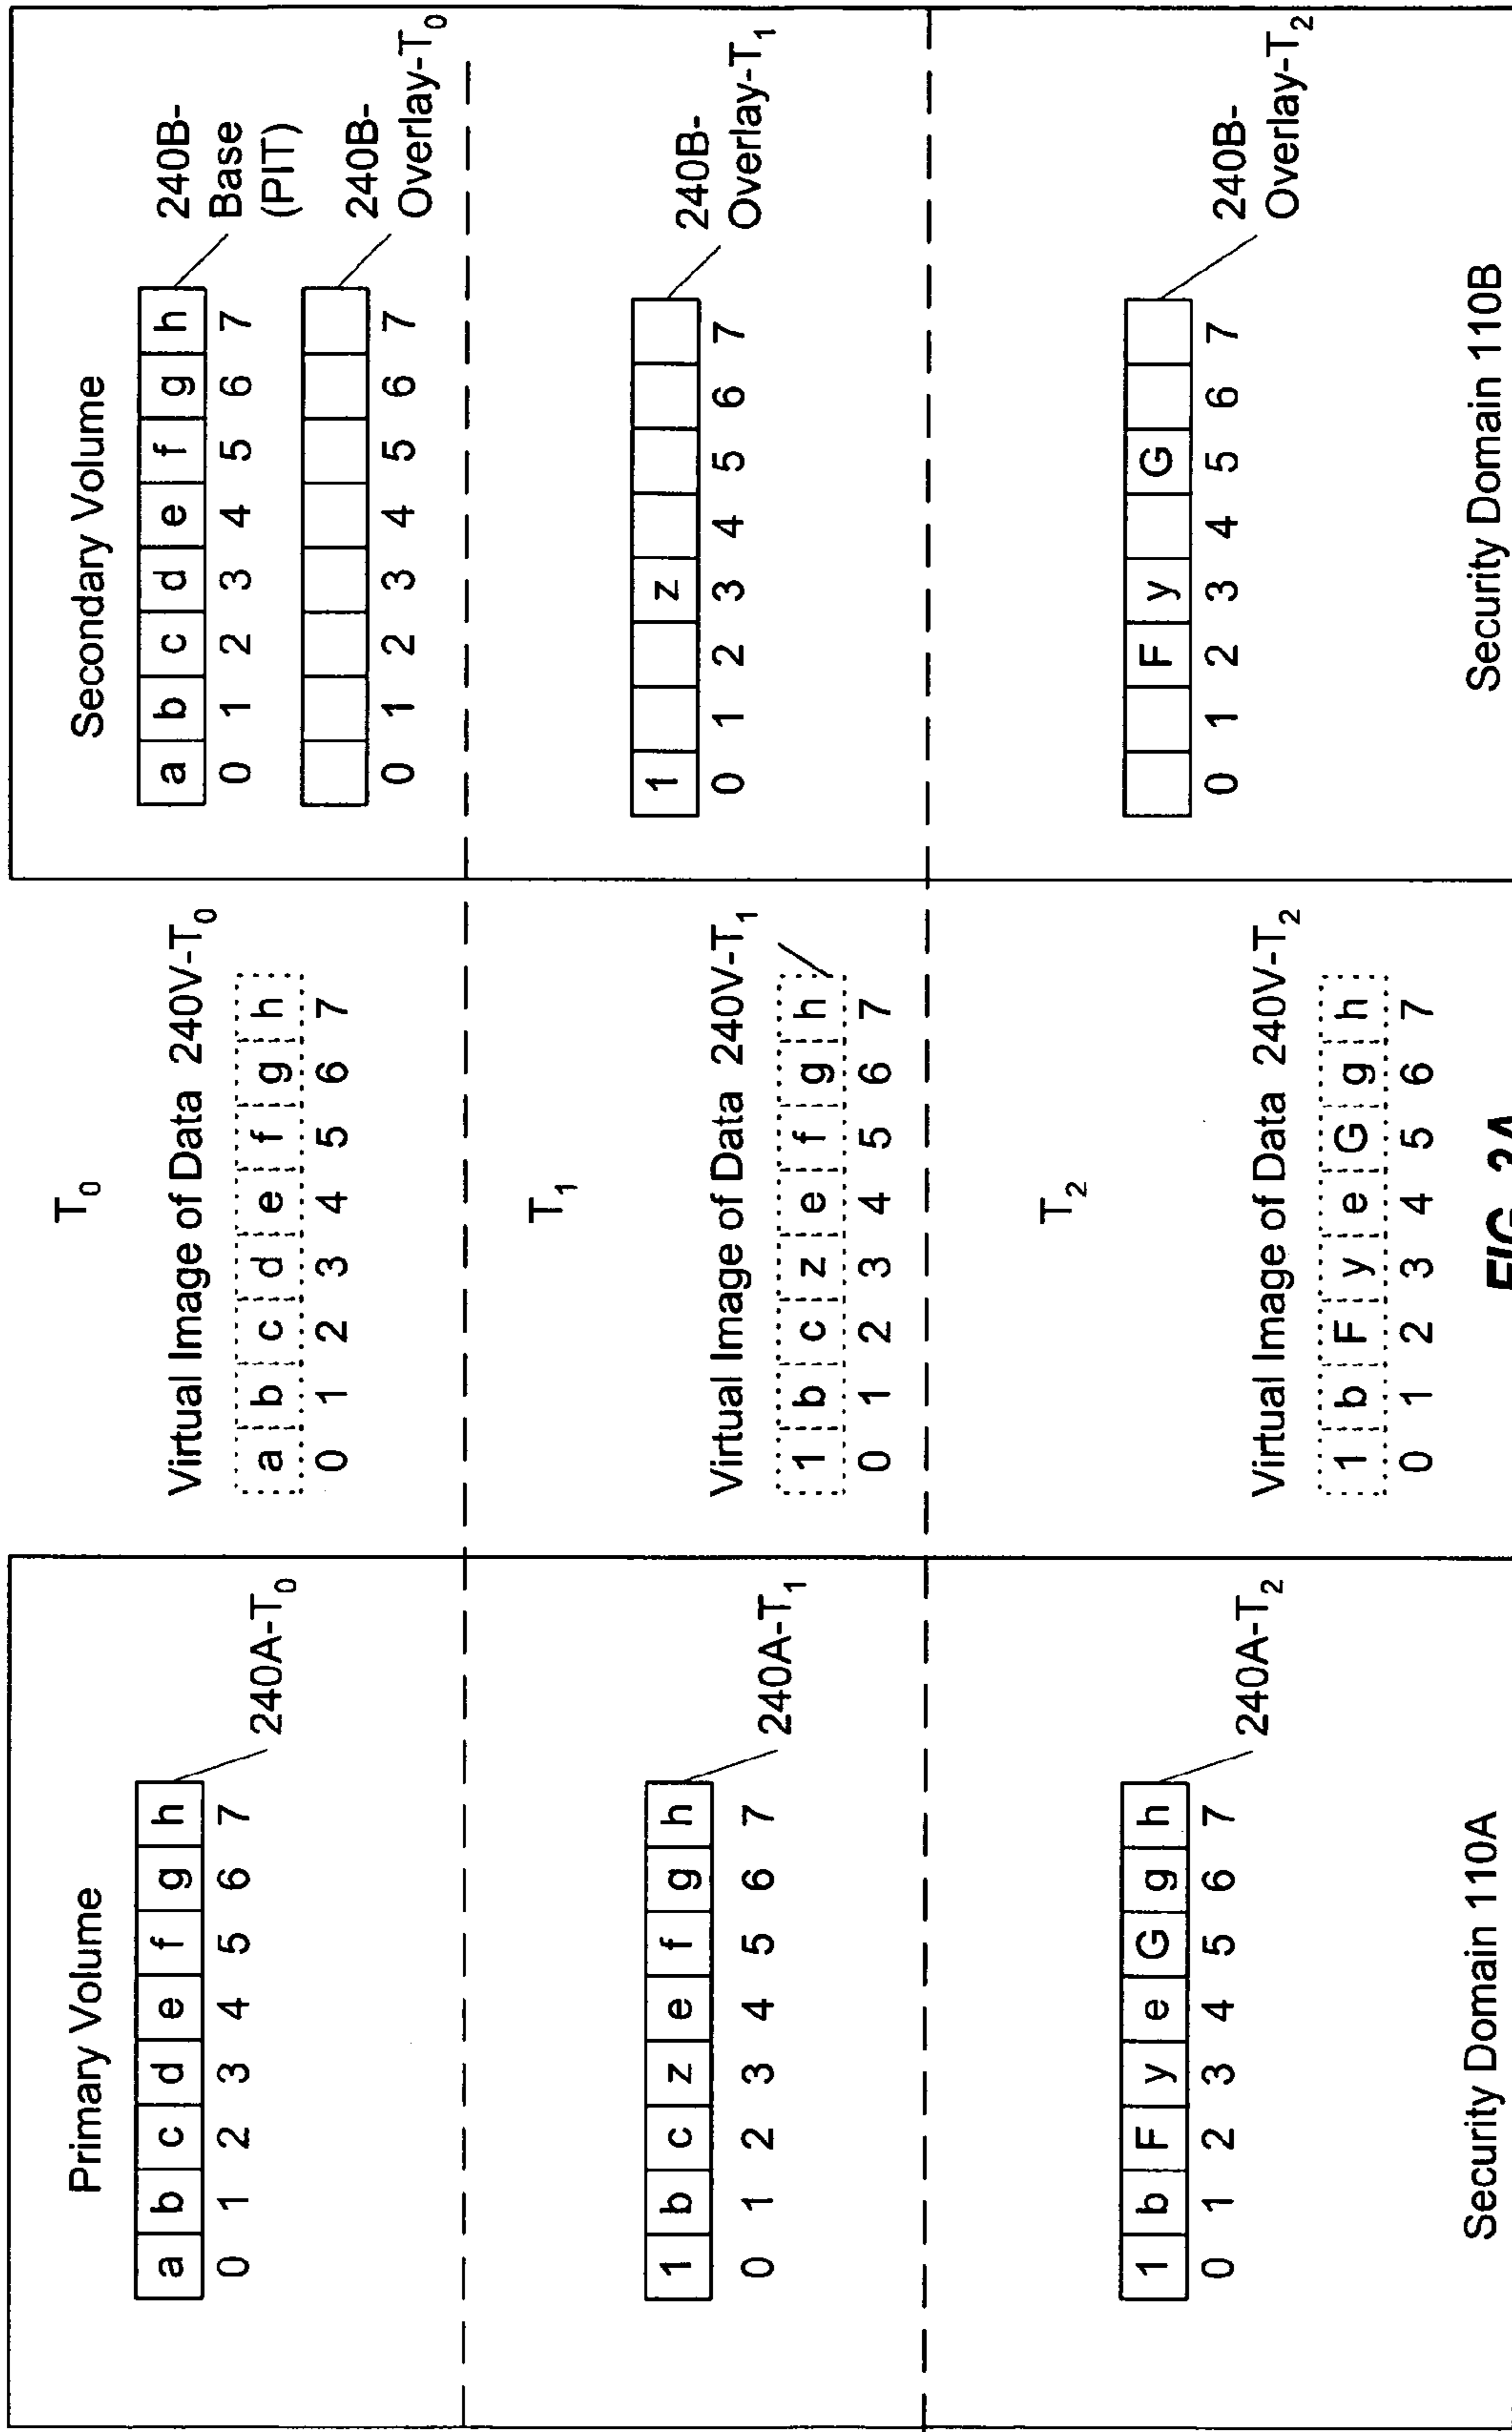 Primary Volume
a b c d e f g h
0 1 2 3 4 5 6 7
240A-T0
1 b c z e f g h
0 1 2 3 4 5 6 7
240A-T1
1 b F y e G g h
0 1 2 3 4 5 6 7
240A-T2
Security Domain 110A
T0
Virtual Image of Data 240V-T0
a b c d e f g h
0 1 2 3 4 5 6 7
T1
Virtual Image of Data 240V-T1
1 b c z e f g h
0 1 2 3 4 5 6 7
T2
Virtual Image of Data 240V-T2
1 b F y e G g h
0 1 2 3 4 5 6 7
FIG.
Secondary Volume
a b c d e f g h
0 1 2 3 4 5 6 7
240B-
Base
(PIT)
0 1 2 3 4 5 6 7
240B-
Overlay-T0
1 z
0 1 2 3 4 5 6 7
240B-
Overlay-T1
F y G
0 1 2 3 4 5 6 7
240B-
Overlay-T2
Security Domain 110B